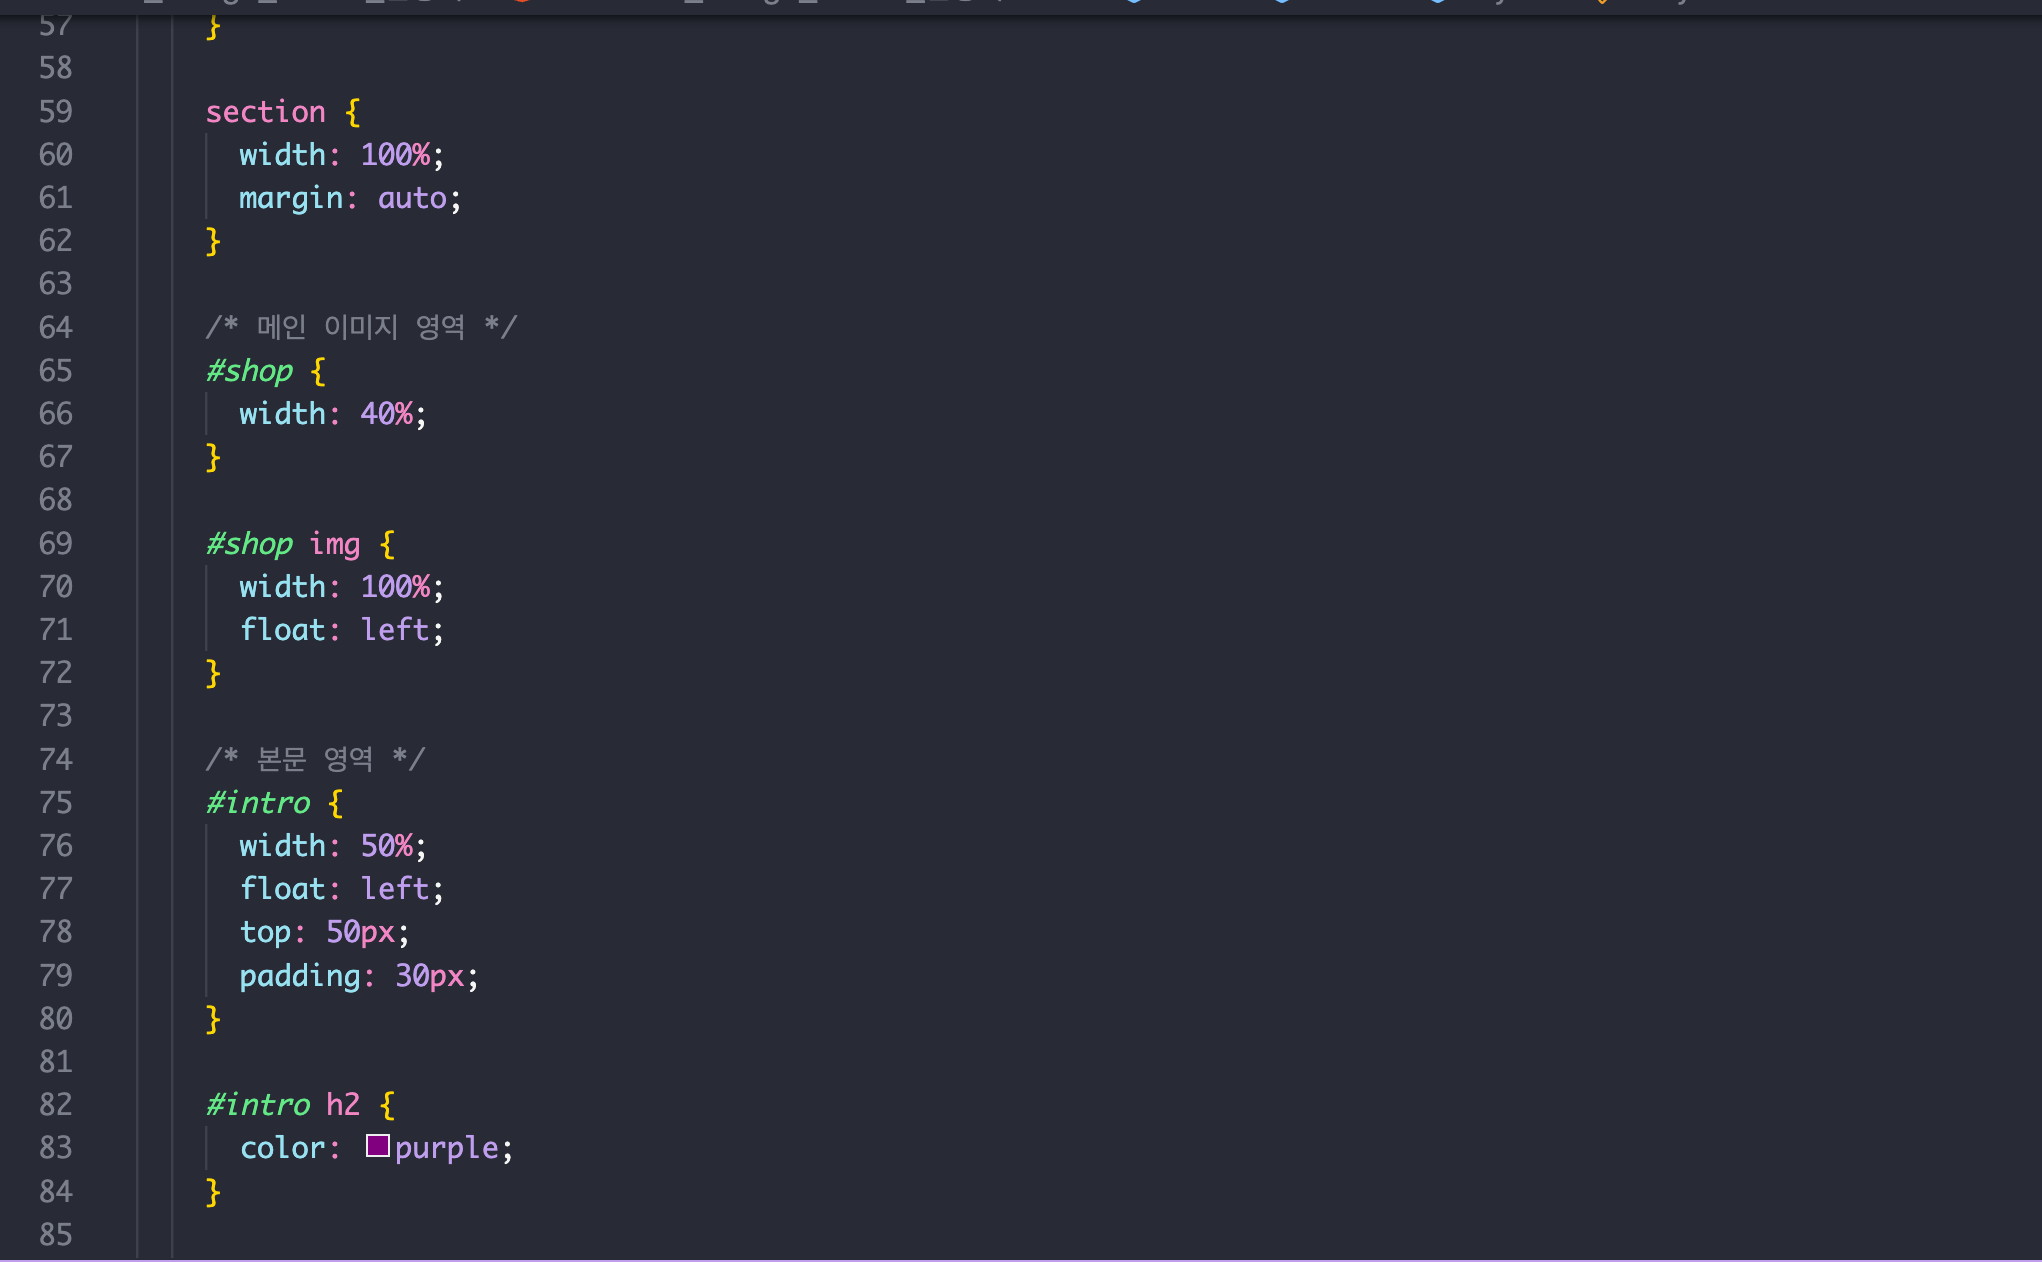 57 }
58
59 section {
60 width: 100%;
61 margin: auto;
62 }
63
64 /* 메인 이미지 영역 */
65 #shop {
66 width: 40%;
67 }
68
69 #shop img {
70 width: 100%;
71 float: left;
72 }
73
74 /* 본문 영역 */
75 #intro {
76 width: 50%;
77 float: left;
78 top: 50px;
79 padding: 30px;
80 }
81
82 #intro h2 {
83 color: purple;
84 }
85